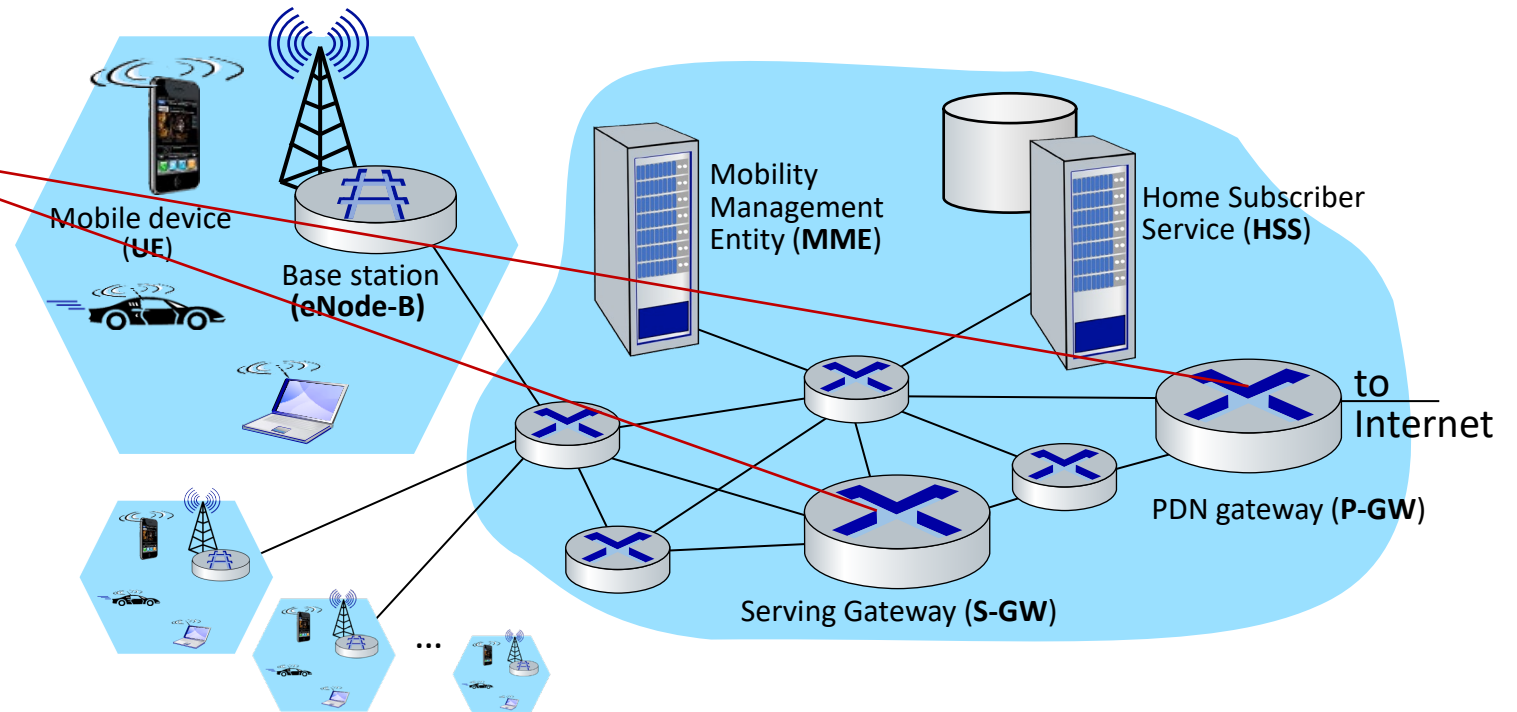 Mobile device
(UE)
Base station
(eNode-B)
Mobility
Management
Entity (MME)
Home Subscriber
Service (HSS)
to
Internet
PDN gateway (P-GW)
Serving Gateway (S-GW)
...